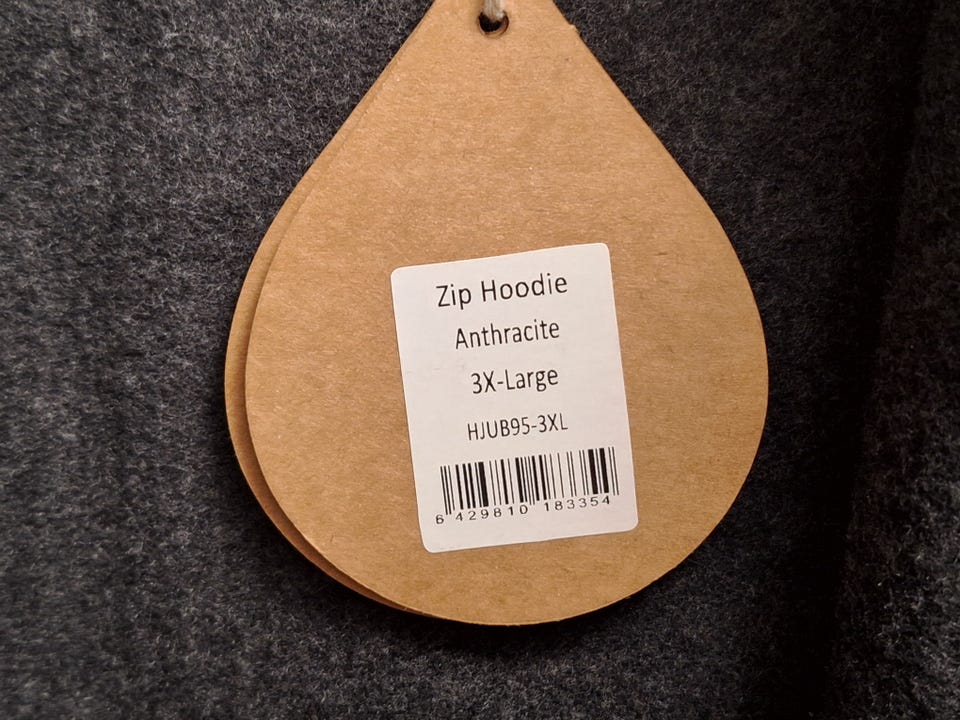 Zip Hoodie
Anthracite
3X-Large
HJUB95-3XL
6 429810 183354